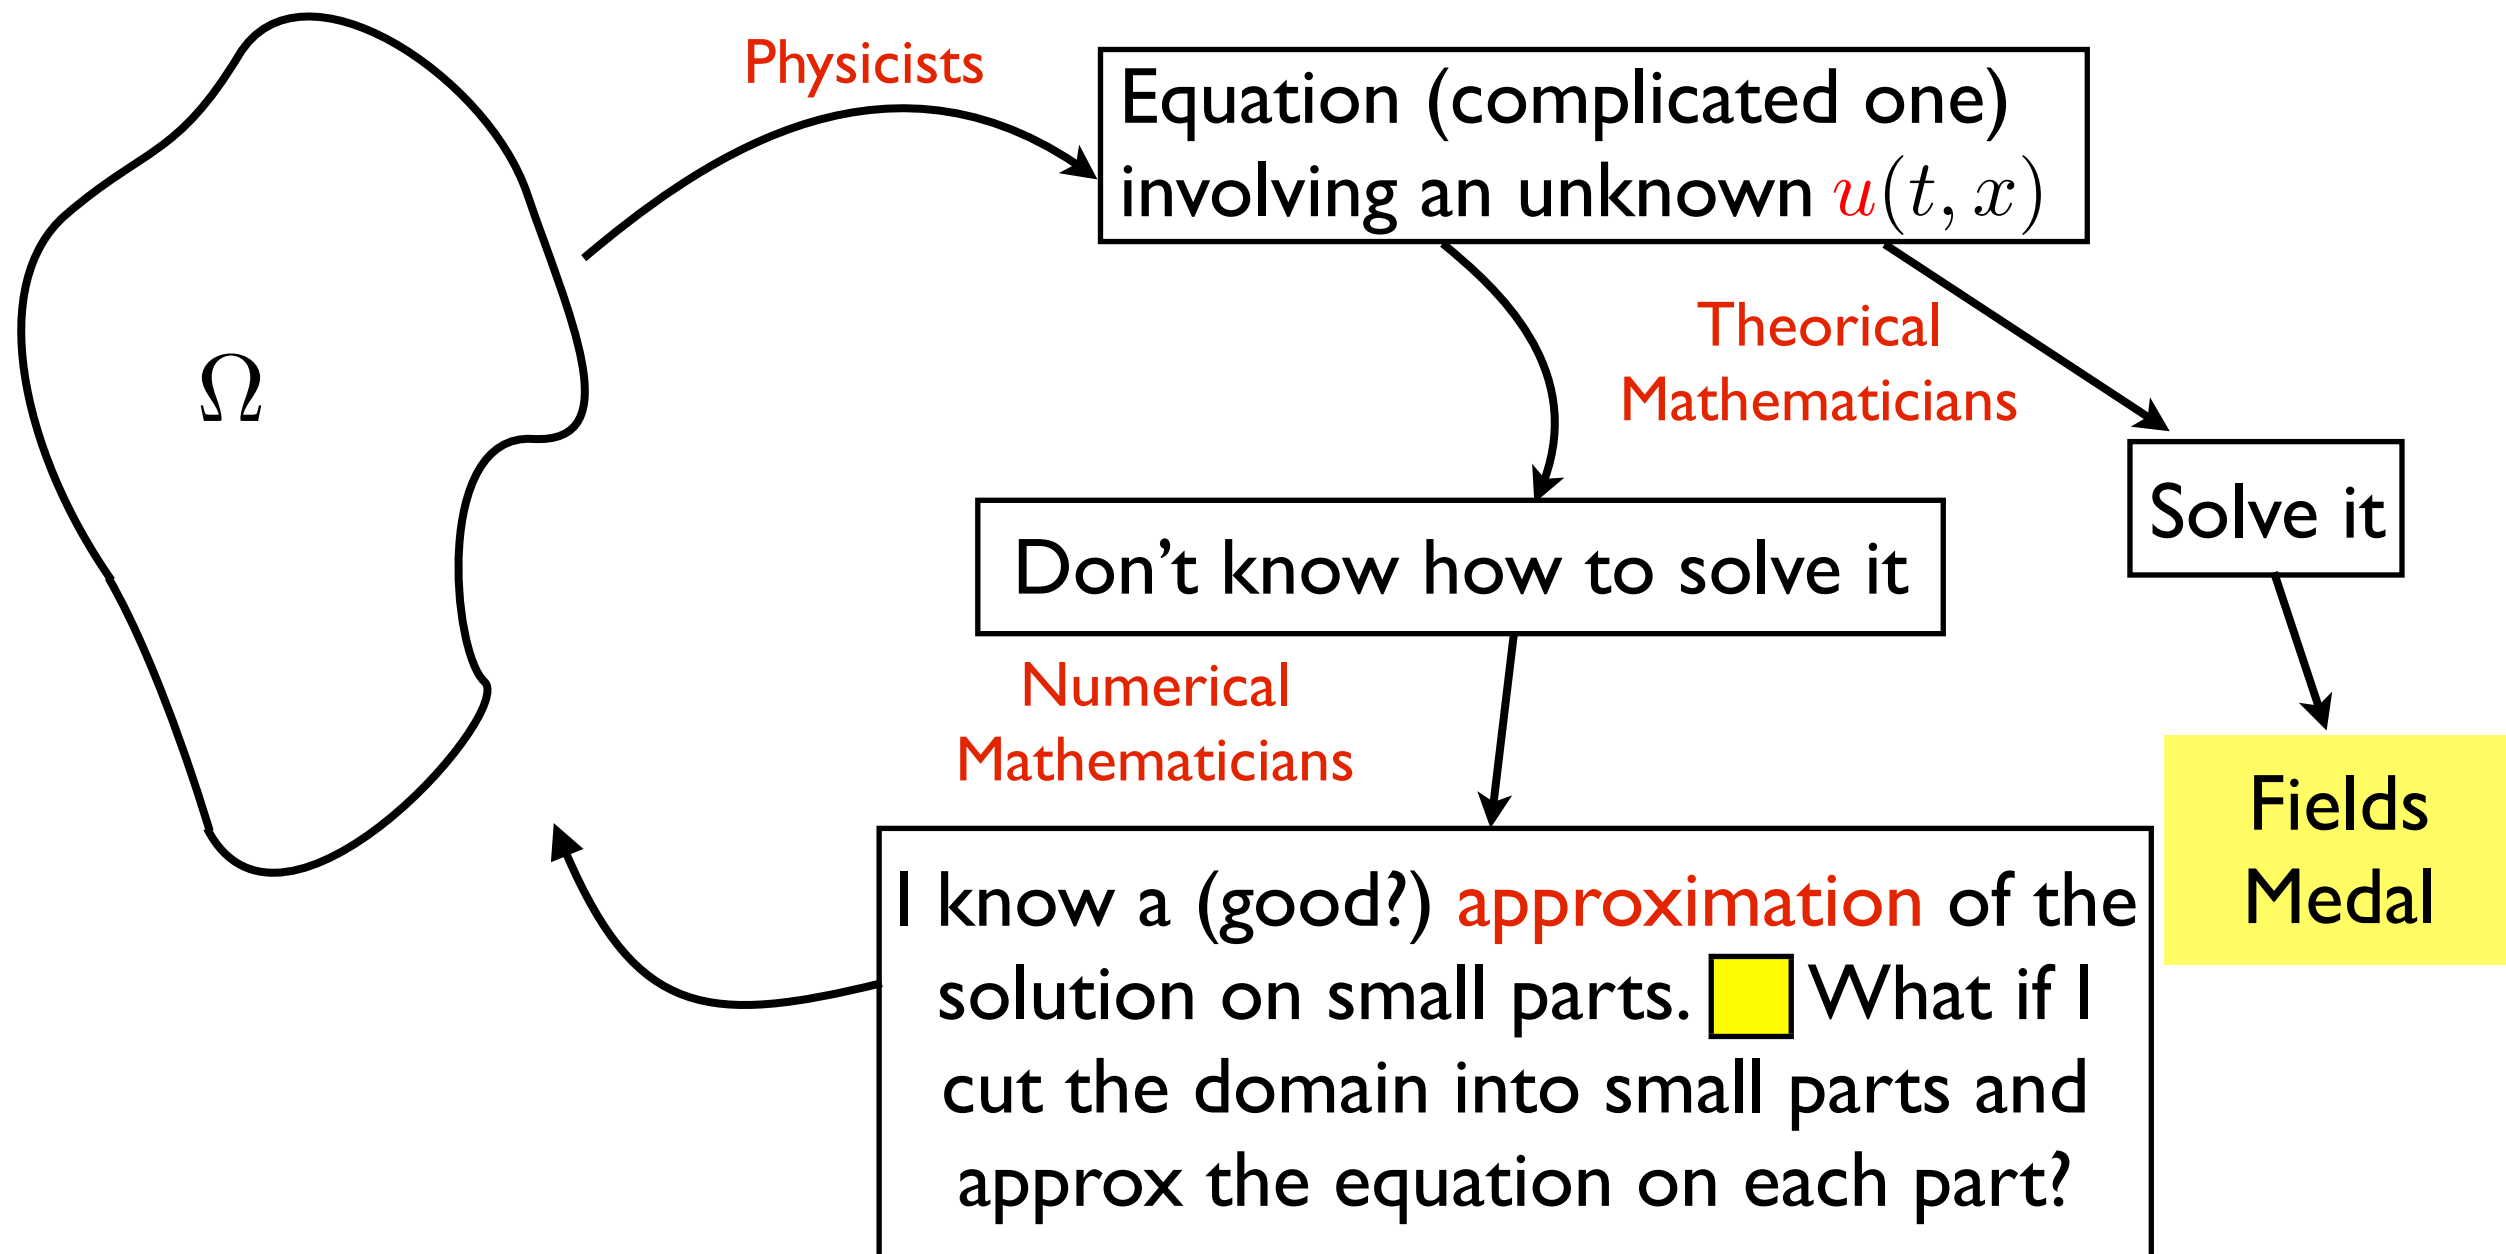 Physicists
Equation (complicated one)
involving an unknown u(t, x)
Theorical
Mathematicians
Ω
Solve it
Don't know how to solve it
Numerical
Mathematicians
Fields
Medal
I know a (good?) approximation of the
solution on small parts. What if I
cut the domain into small parts and
approx the equation on each part?